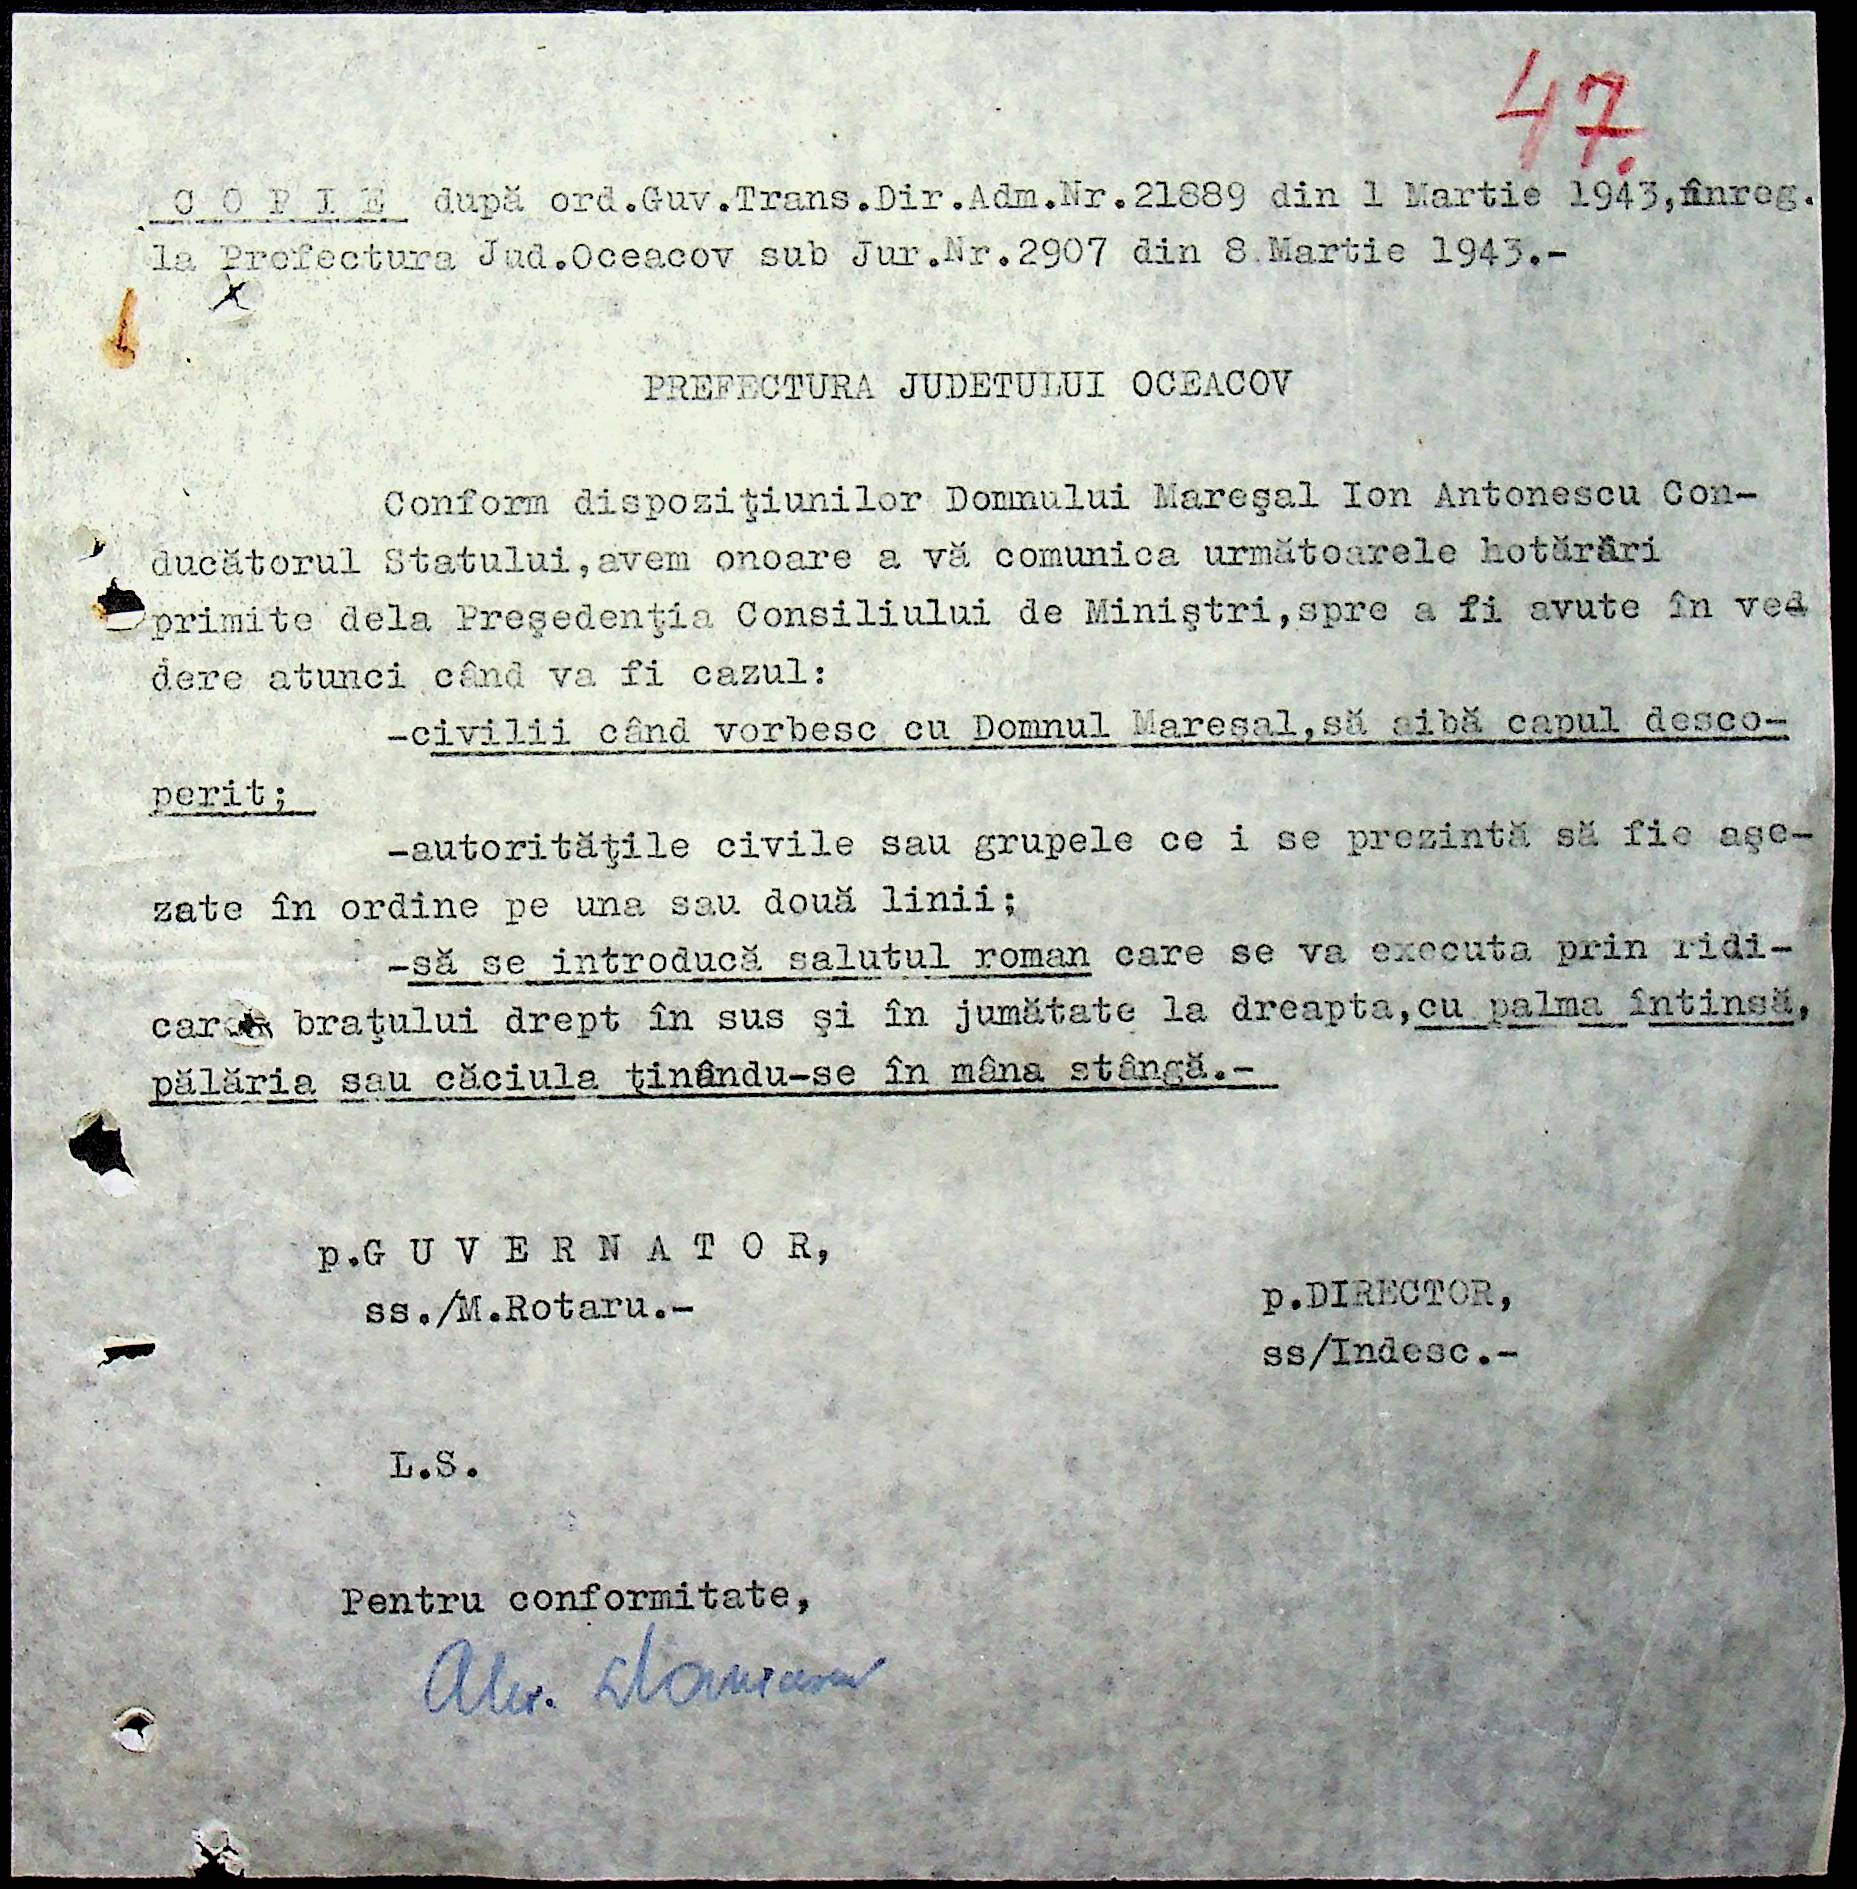 47.
C O P I E după ord.Guv.Trans.Dir.Adm.Nr.21889 din 1 Martie 1943,înreg.
la Prefectura Jud.Oceacov sub Jur.Nr.2907 din 8 Martie 1943.-
PREFECTURA JUDETULUI OCEACOV
Conform dispoziţiunilor Domnului Mareşal Ion Antonescu Con-
ducătorul Statului,avem onoare a vă comunica următoarele hotărâri
primite dela Preşedenţia Consiliului de Miniştri,spre a fi avute în ved
dere atunci când va fi cazul:
-civilii când vorbesc cu Domnul Mareşal,să aibă capul desco-
perit;
-autorităţile civile sau grupele ce i se prezintă să fie aşe-
zate în ordine pe una sau două linii;
-să se introducă salutul roman care se va executa prin ridi-
carea braţului drept în sus şi în jumătate la dreapta,cu palma întinsă,
pălăria sau căciula ţinându-se în mâna stângă.-
p.G U V E R N A T O R,
ss./M.Rotaru.-
p.DIRECTOR,
ss/Indesc.-
L.S.
Pentru conformitate,